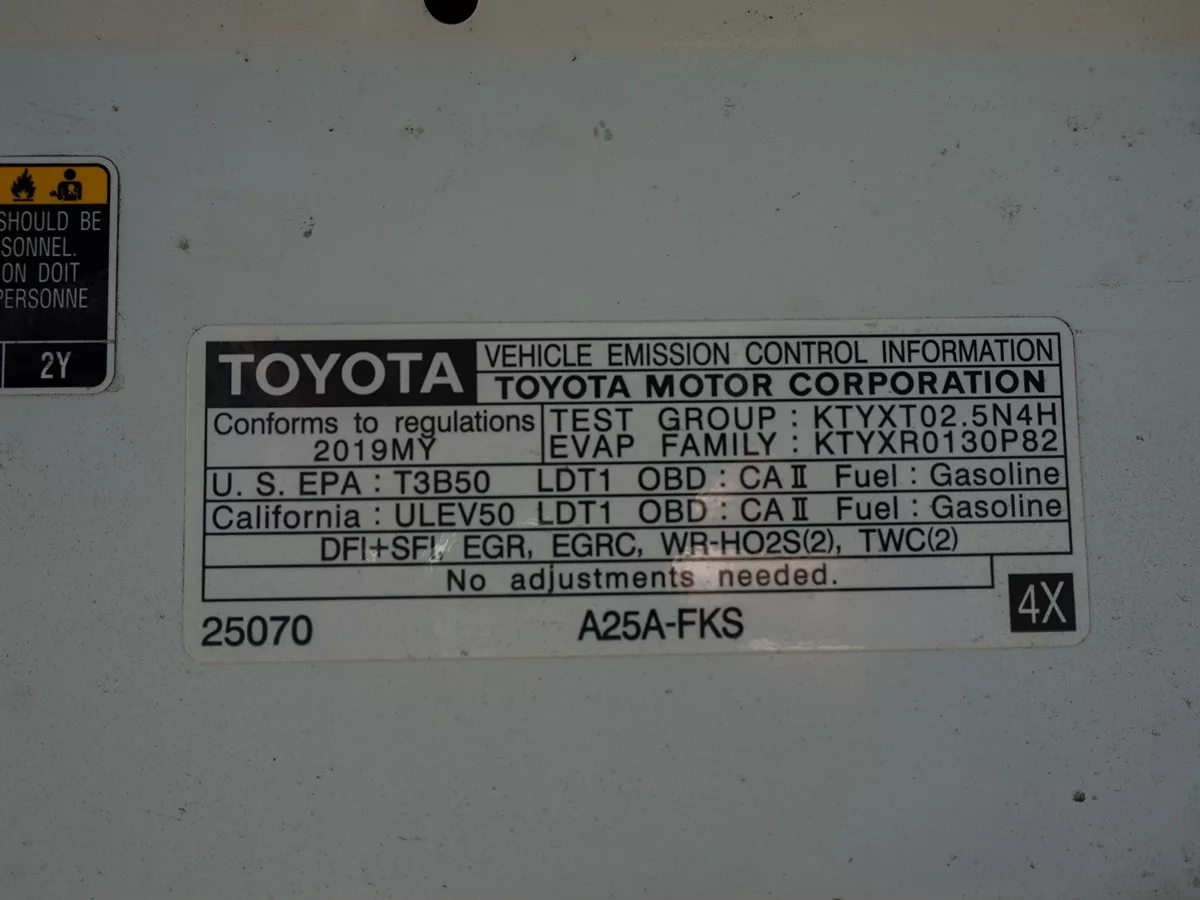 SHOULD BE
SONNEL.
ON DOIT
PERSONNE
2Y
TOYOTA
VEHICLE EMISSION CONTROL INFORMATION
TOYOTA MOTOR CORPORATION
Conforms to regulations
2019MY
TEST GROUP : KTYXT02.5N4H
EVAP FAMILY : KTYXR0130P82
U. S. EPA : T3B50 LDT1 OBD : CA II Fuel : Gasoline
California : ULEV50 LDT1 OBD : CA II Fuel : Gasoline
DFI+SFI, EGR, EGRC, WR-HO2S(2), TWC(2)
No adjustments needed.
25070
A25A-FKS
4X